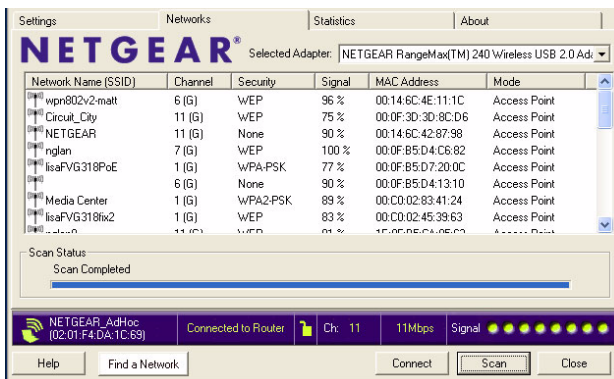 Settings Networks Statistics About
NETGEAR® Selected Adapter: NETGEAR RangeMax(TM) 240 Wireless USB 2.0 Ada
Network Name (SSID) Channel Security Signal MAC Address Mode
wpn802v2-matt 6 (G) WEP 96 % 00:14:6C:4E:11:1C Access Point
Circuit_City 11 (G) WEP 75 % 00:0F:3D:3D:8C:D6 Access Point
NETGEAR 11 (G) None 90 % 00:14:6C:42:87:98 Access Point
nglan 7 (G) WEP 100 % 00:0F:B5:D4:C6:82 Access Point
lisaFVG318PoE 1 (G) WPA-PSK 77 % 00:0F:B5:D7:20:0C Access Point
6 (G) None 90 % 00:0F:B5:D4:13:10 Access Point
Media Center 1 (G) WPA2-PSK 89 % 00:C0:02:83:41:24 Access Point
lisaFVG318fix2 1 (G) WEP 83 % 00:C0:02:45:39:63 Access Point
11 (G) WEP Access Point
Scan Status
Scan Completed
NETGEAR_AdHoc
(02:01:F4:DA:1C:69) Connected to Router Ch: 11 11Mbps Signal
Help Find a Network Connect Scan Close